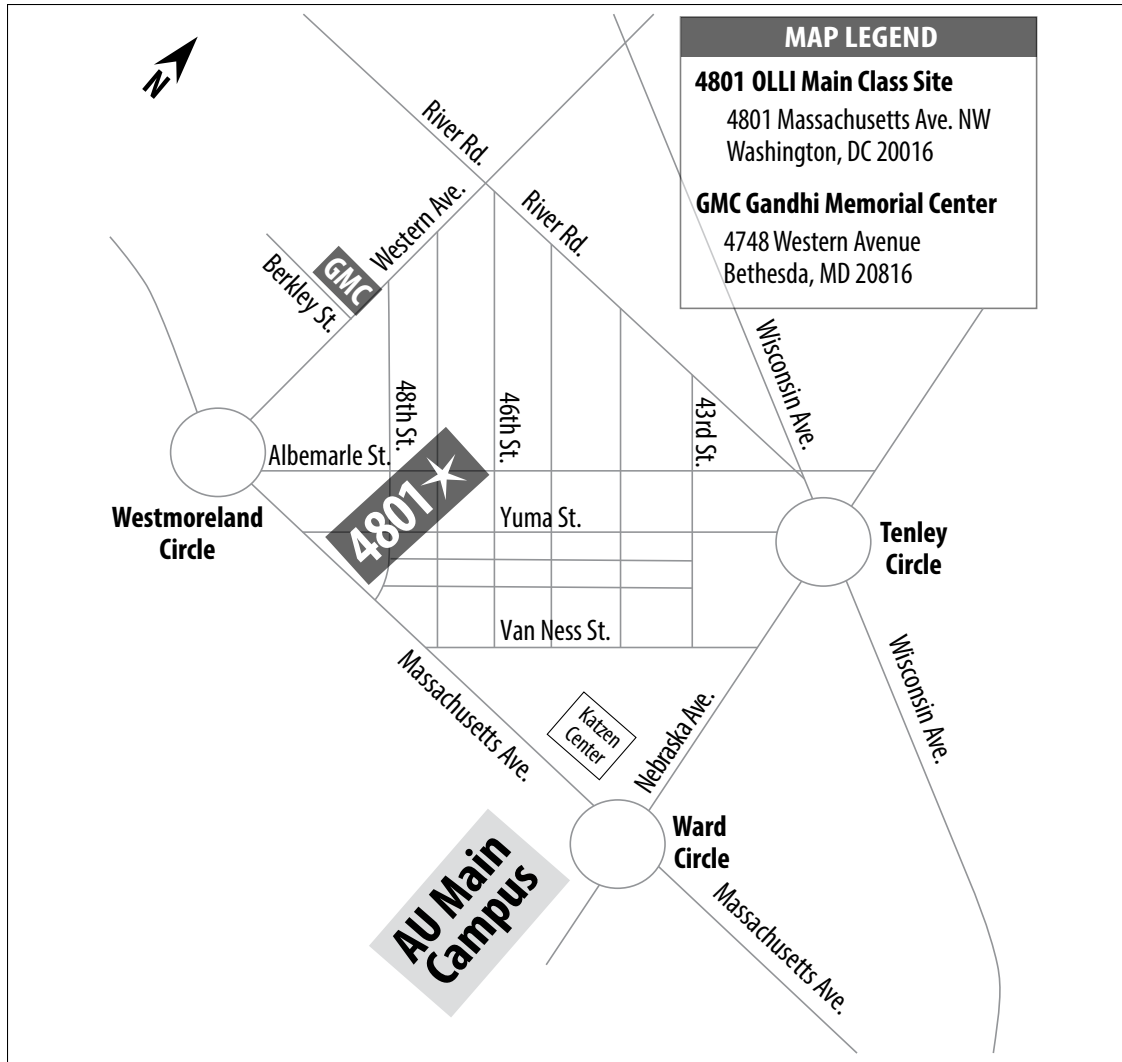 N
MAP LEGEND
4801 OLLI Main Class Site
4801 Massachusetts Ave. NW
Washington, DC 20016
GMC Gandhi Memorial Center
4748 Western Avenue
Bethesda, MD 20816
River Rd.
River Rd.
Western Ave.
GMC
Berkley St.
Wisconsin Ave.
48th St.
46th St.
43rd St.
Albemarle St.
4801
Yuma St.
Westmoreland
Circle
Tenley
Circle
Van Ness St.
Massachusetts Ave.
Katzen
Center
Nebraska Ave.
Wisconsin Ave.
Ward
Circle
AU Main
Campus
Massachusetts Ave.